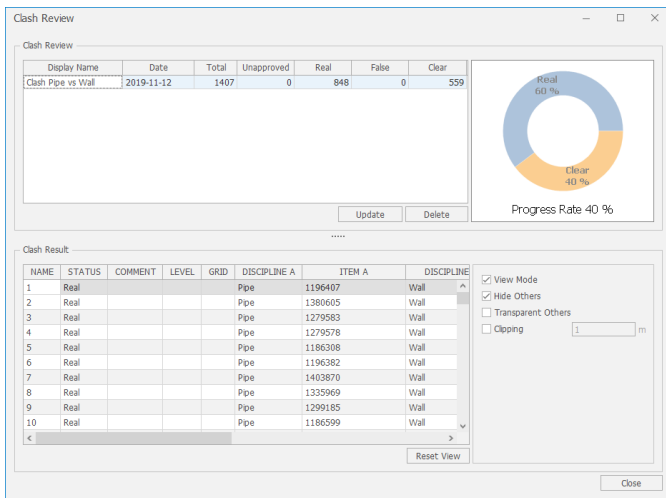 Clash Review
Clash Review
Display Name Date Total Unapproved Real False Clear
Clash Pipe vs Wall 2019-11-12 1407 0 848 0 559
Real
60 %
Clear
40 %
Progress Rate 40 %
Update Delete
Clash Result
NAME STATUS COMMENT LEVEL GRID DISCIPLINE A ITEM A DISCIPLINE
1 Real Pipe 1196407 Wall
2 Real Pipe 1380605 Wall
3 Real Pipe 1279583 Wall
4 Real Pipe 1279578 Wall
5 Real Pipe 1186308 Wall
6 Real Pipe 1196382 Wall
7 Real Pipe 1403870 Wall
8 Real Pipe 1335969 Wall
9 Real Pipe 1299185 Wall
10 Real Pipe 1186599 Wall
View Mode
Hide Others
Transparent Others
Clipping 1 m
Reset View
Close